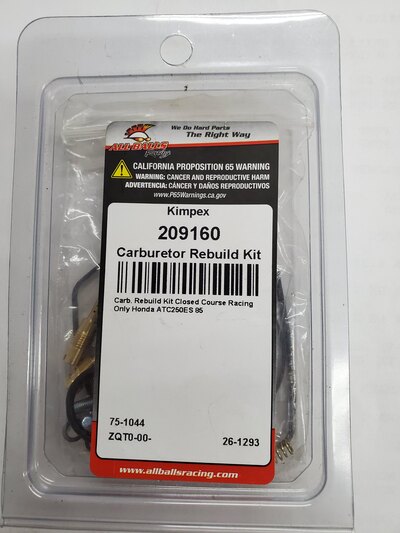 We Do Hard Parts
The Right Way
ALL BALLS
Racing
CALIFORNIA PROPOSITION 65 WARNING
WARNING: CANCER AND REPRODUCTIVE HARM
ADVERTENCIA: CÁNCER Y DAÑOS REPRODUCTIVOS
www.P65Warnings.ca.gov
Kimpex
209160
Carburetor Rebuild Kit
Carb. Rebuild Kit Closed Course Racing
Only Honda ATC250ES 85
75-1044
ZQT0-00-
26-1293
www.allballsracing.com